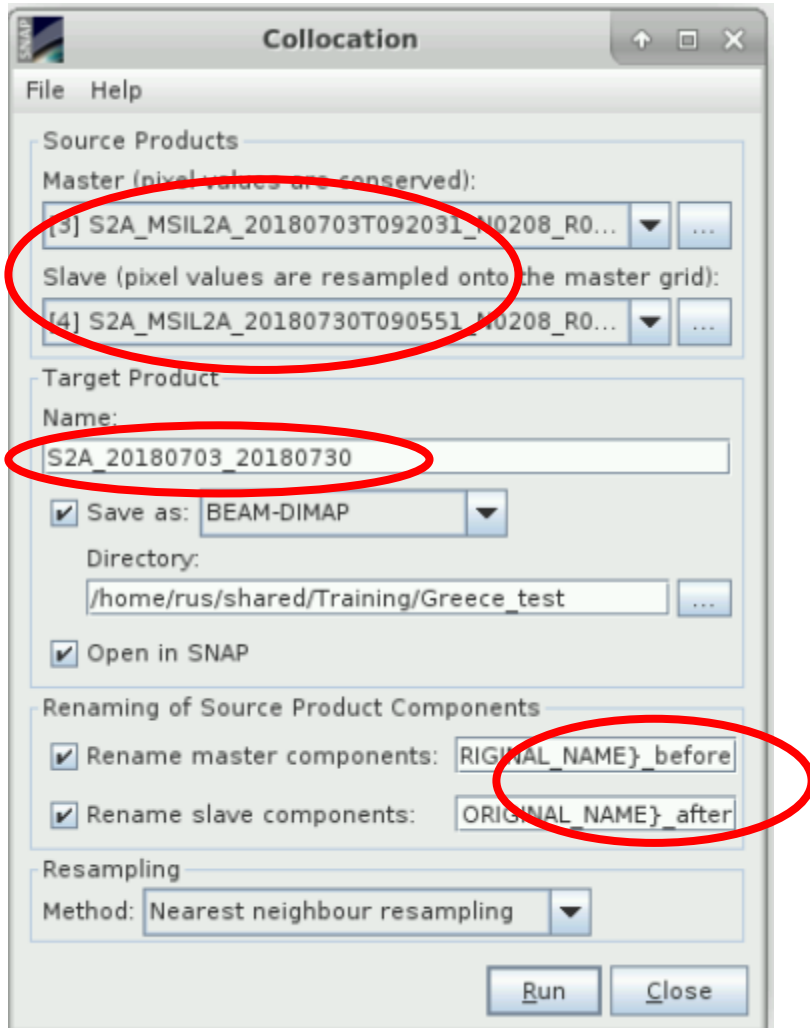 SNAP
Collocation
File Help
Source Products
Master (pixel values are conserved):
[3] S2A_MSIL2A_20180703T092031_N0208_R0...
...
Slave (pixel values are resampled onto the master grid):
[4] S2A_MSIL2A_20180730T090551_N0208_R0...
...
Target Product
Name:
S2A_20180703_20180730
Save as: BEAM-DIMAP
Directory:
/home/rus/shared/Training/Greece_test
...
Open in SNAP
Renaming of Source Product Components
Rename master components: RIGINAL_NAME}_before
Rename slave components: ORIGINAL_NAME}_after
Resampling
Method: Nearest neighbour resampling
Run Close